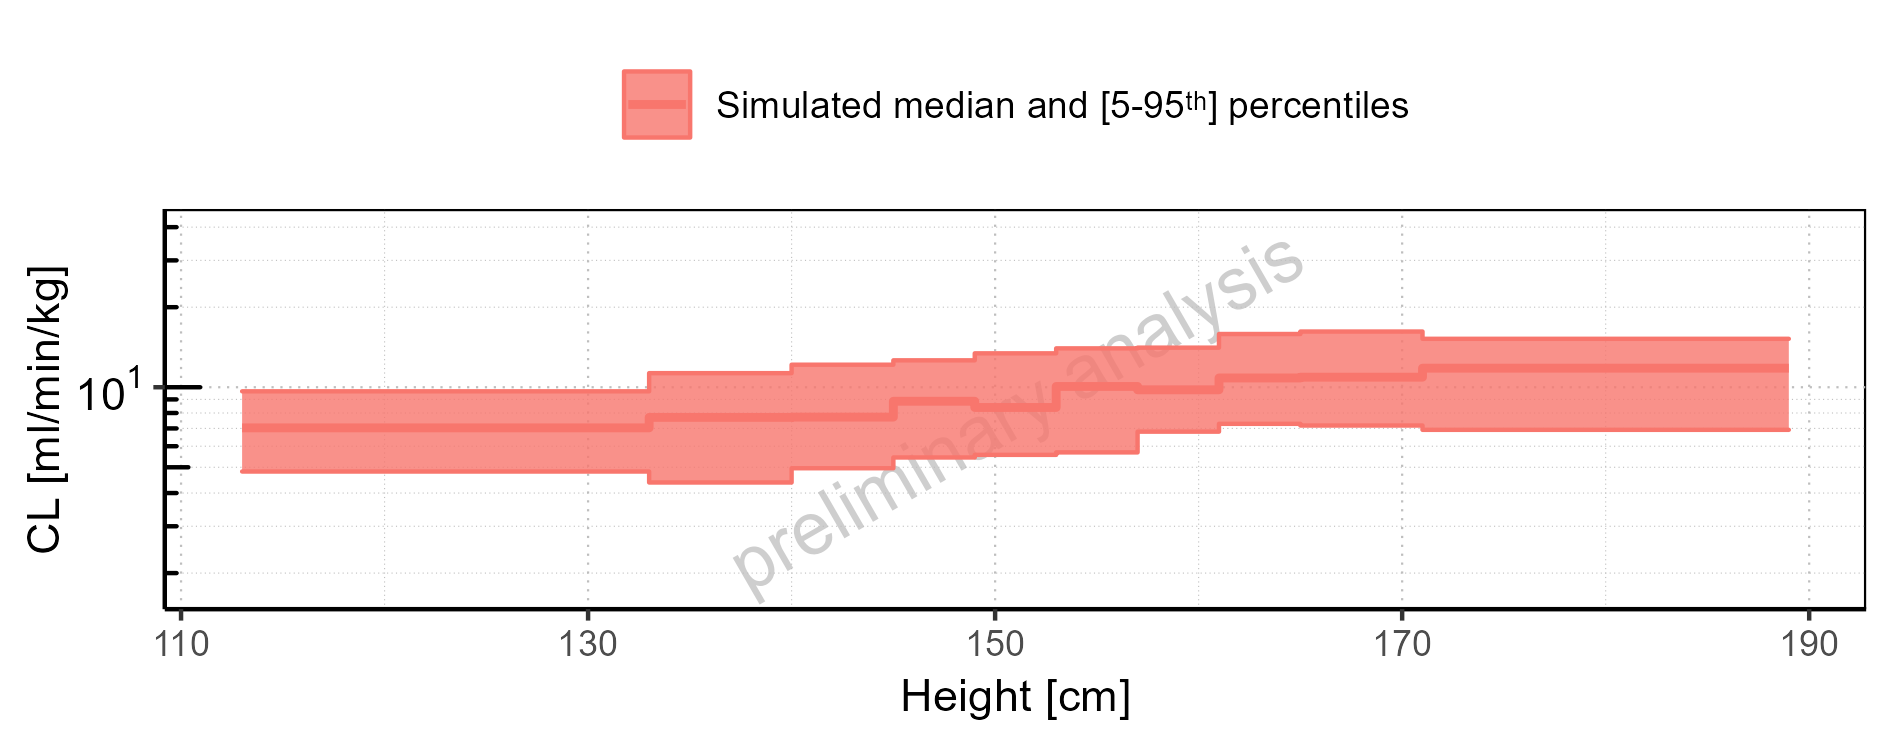 Simulated median and [5-95th] percentiles
CL [ml/min/kg]
10¹
preliminary analysis
110 130 150 170 190
Height [cm]